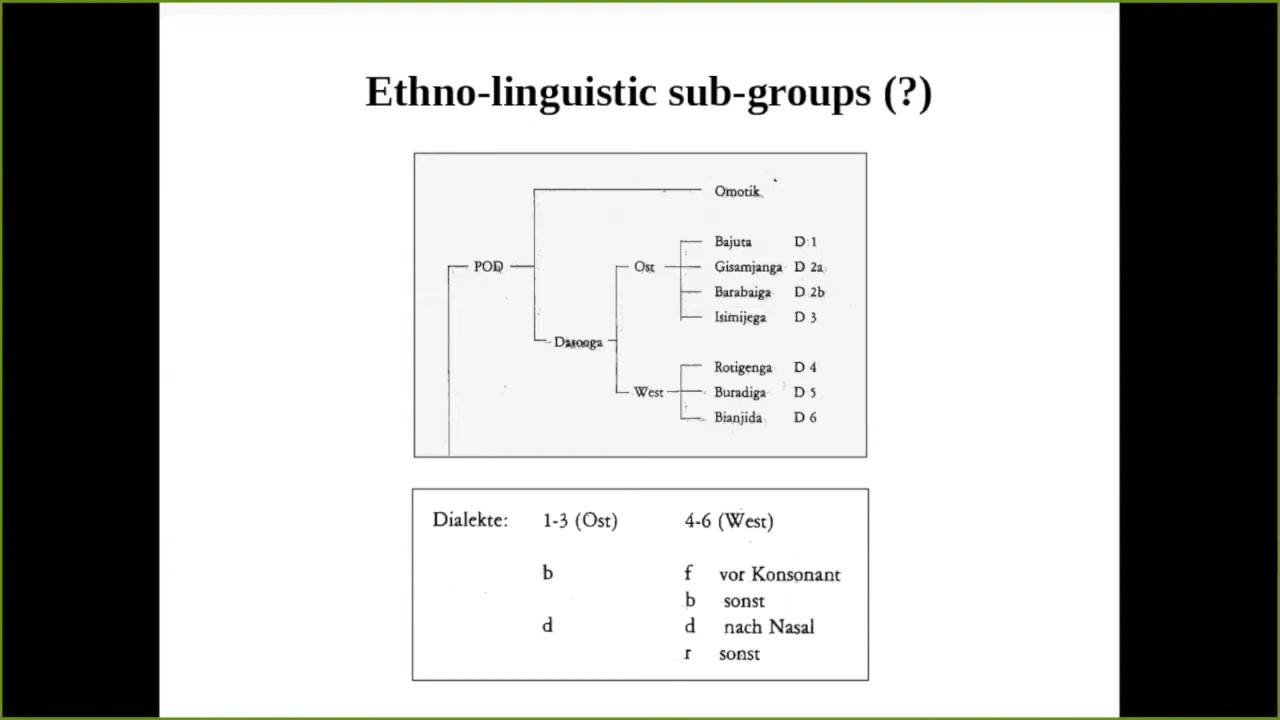 Ethno-linguistic sub-groups (?)
Omotik
Bajuta D 1
POD Ost Gisamjanga D 2a
Barabaiga D 2b
Isimijega D 3
Datooga
Rotigenga D 4
West Buradiga D 5
Bianjida D 6
Dialekte: 1-3 (Ost) 4-6 (West)
b f vor Konsonant
b sonst
d d nach Nasal
r sonst